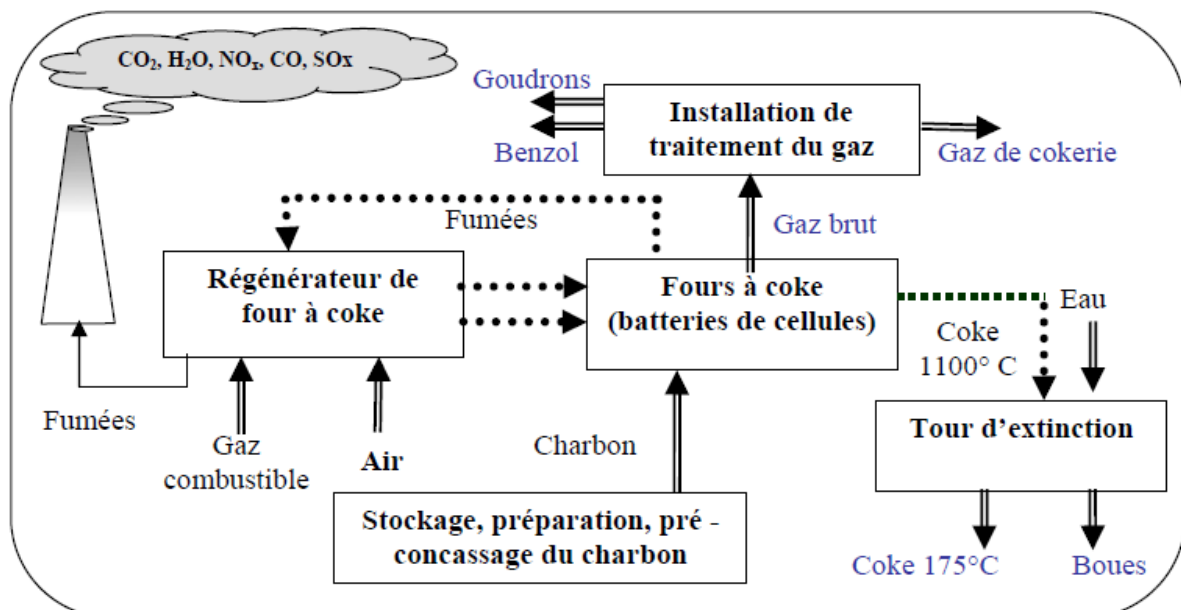 CO₂, H₂O, NOₓ, CO, SOx
Goudrons
Benzol
Installation de
traitement du gaz
Gaz de cokerie
Fumées
Gaz brut
Régénérateur de
four à coke
Fours à coke
(batteries de cellules)
Eau
Coke
1100° C
Fumées
Gaz
combustible
Air
Charbon
Tour d’extinction
Stockage, préparation, pré -
concassage du charbon
Coke 175°C
Boues